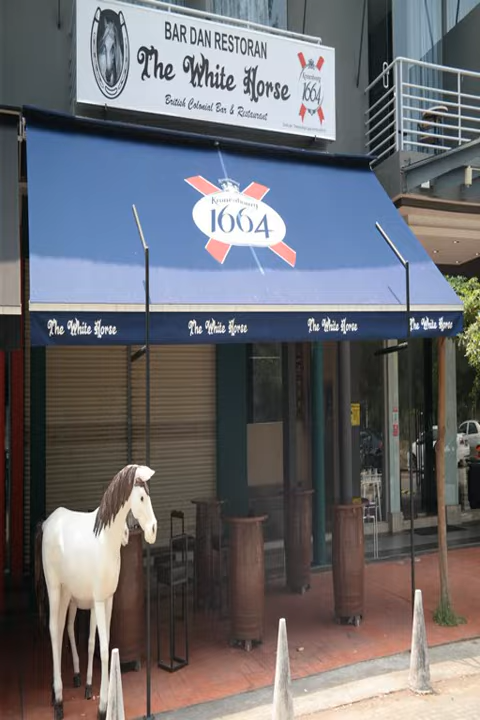 BAR DAN RESTORAN
The White Horse
British Colonial Bar & Restaurant
Kronenbourg
1664
Kronenbourg
1664
The White Horse
The White Horse
The White Horse
The White Horse